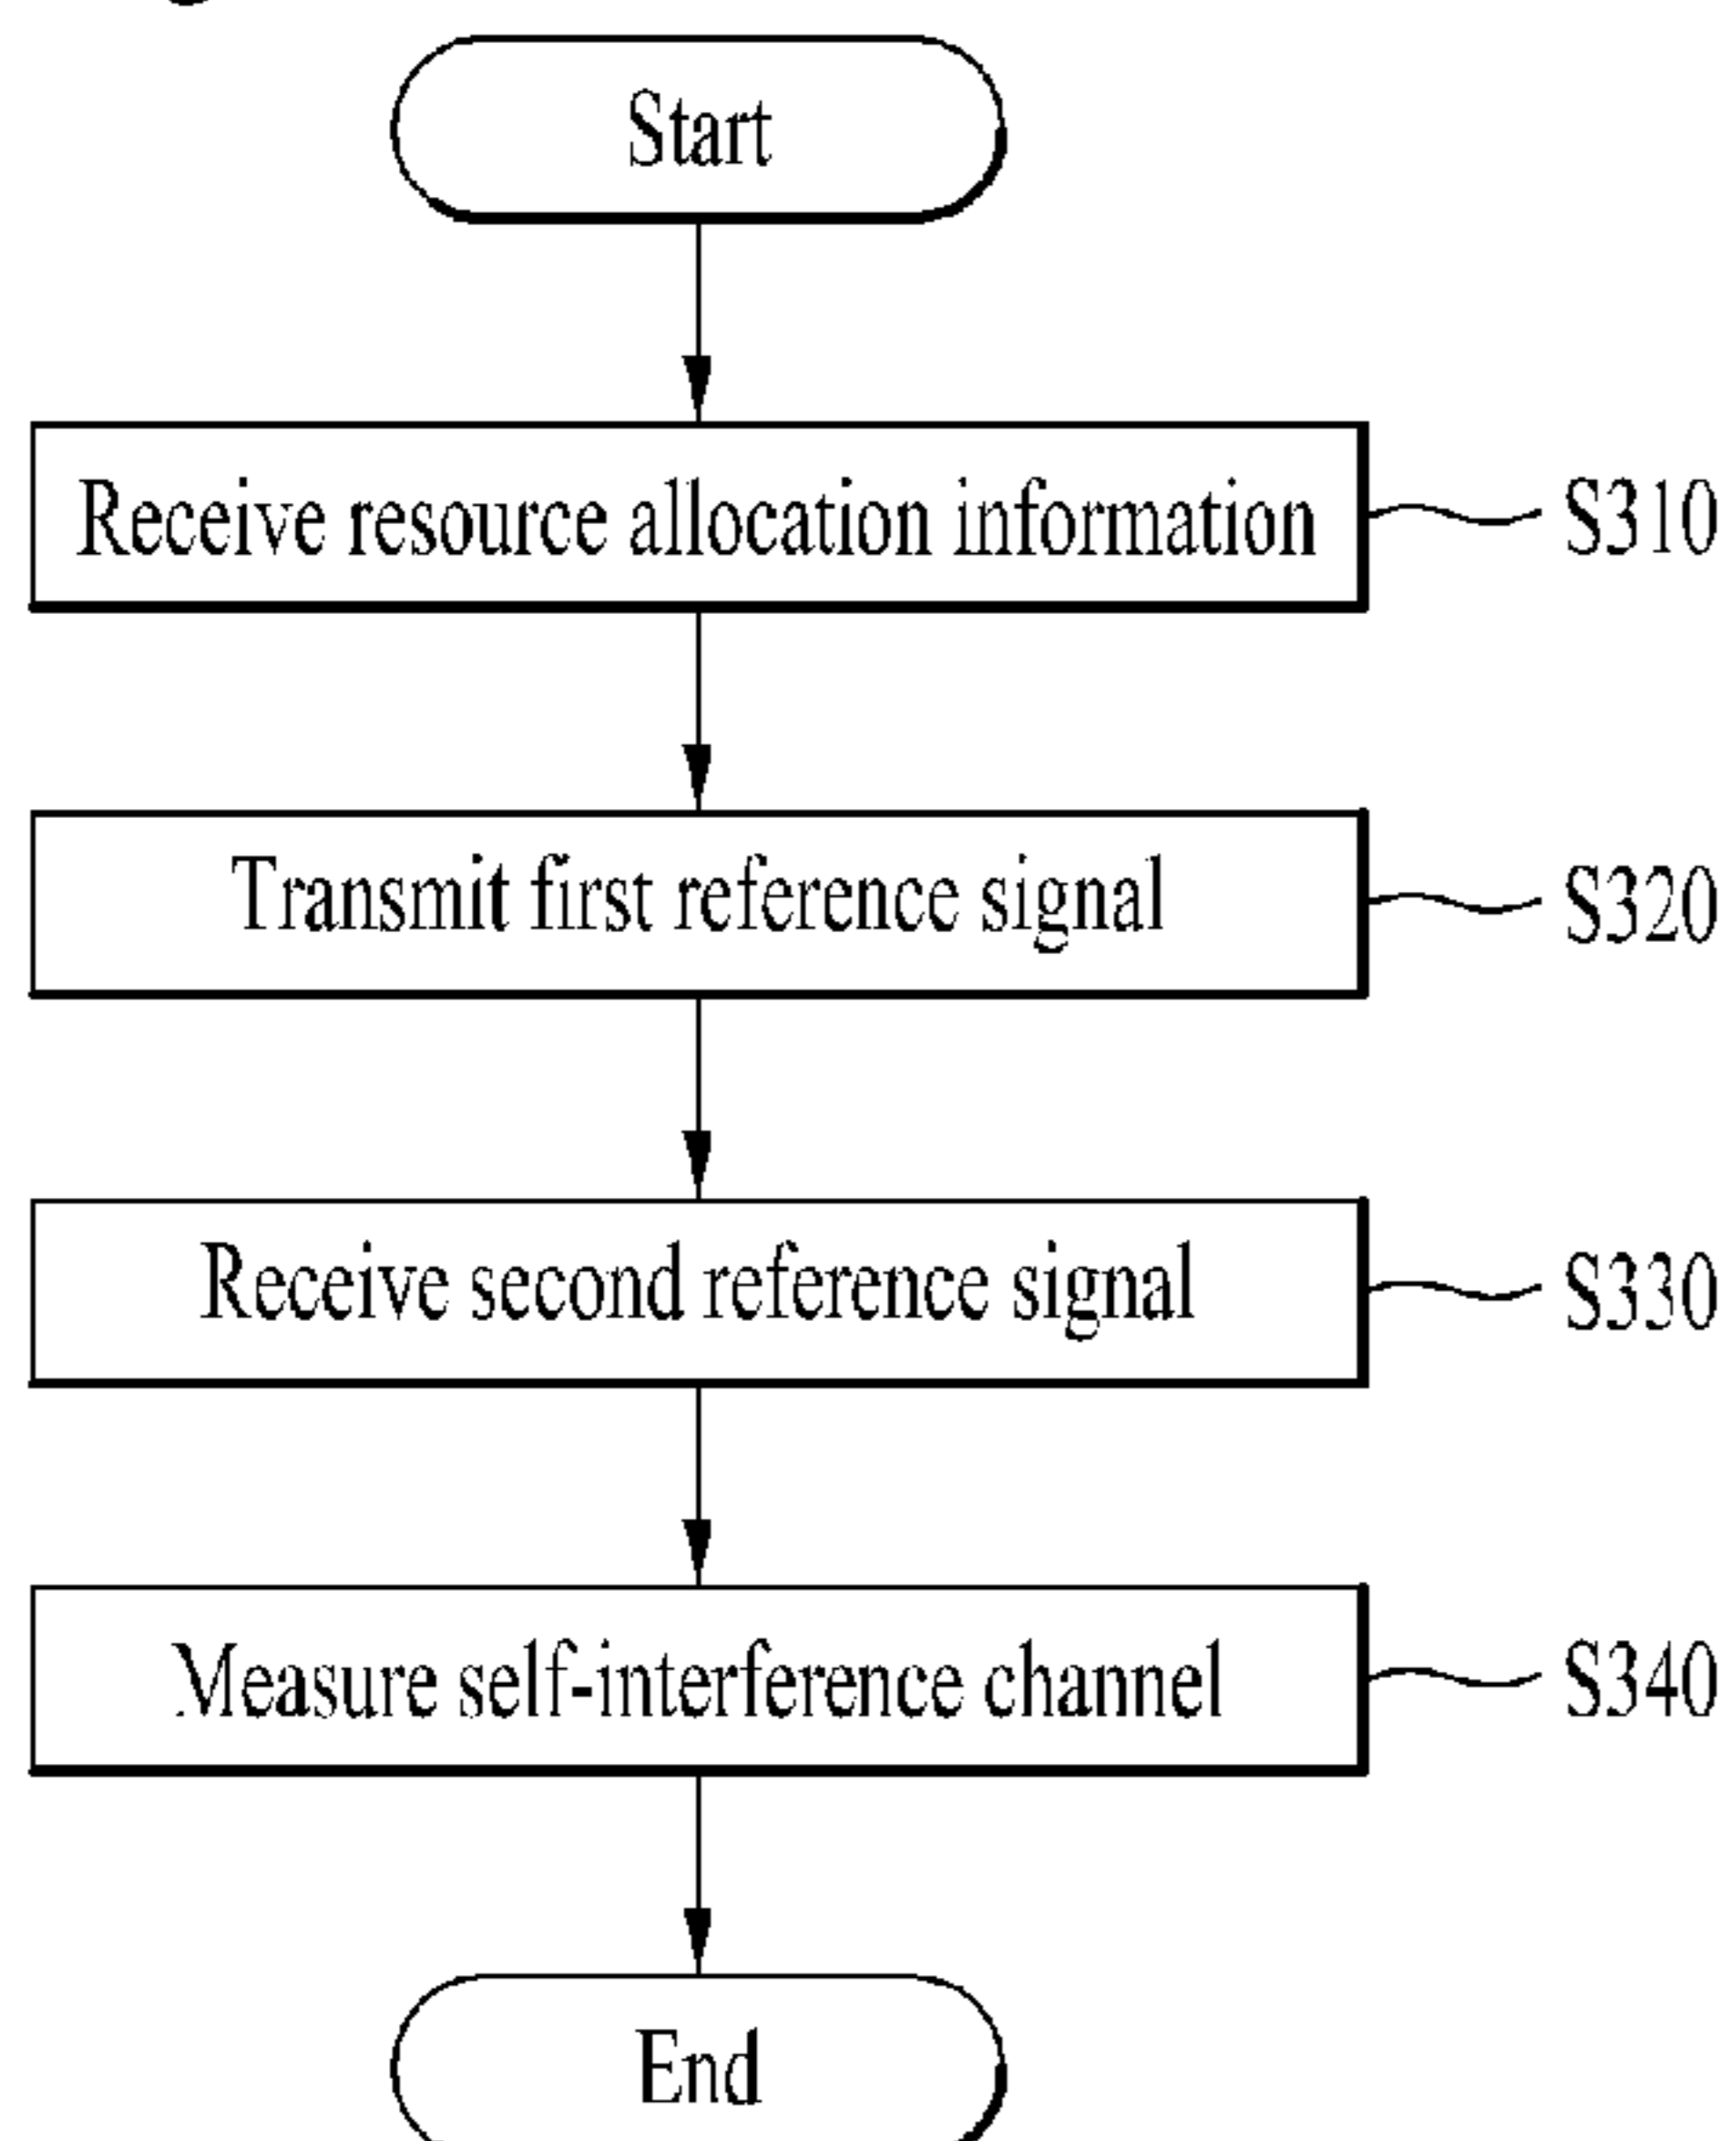 Start
Receive resource allocation information
S310
Transmit first reference signal
S320
Receive second reference signal
S330
Measure self-interference channel
S340
End